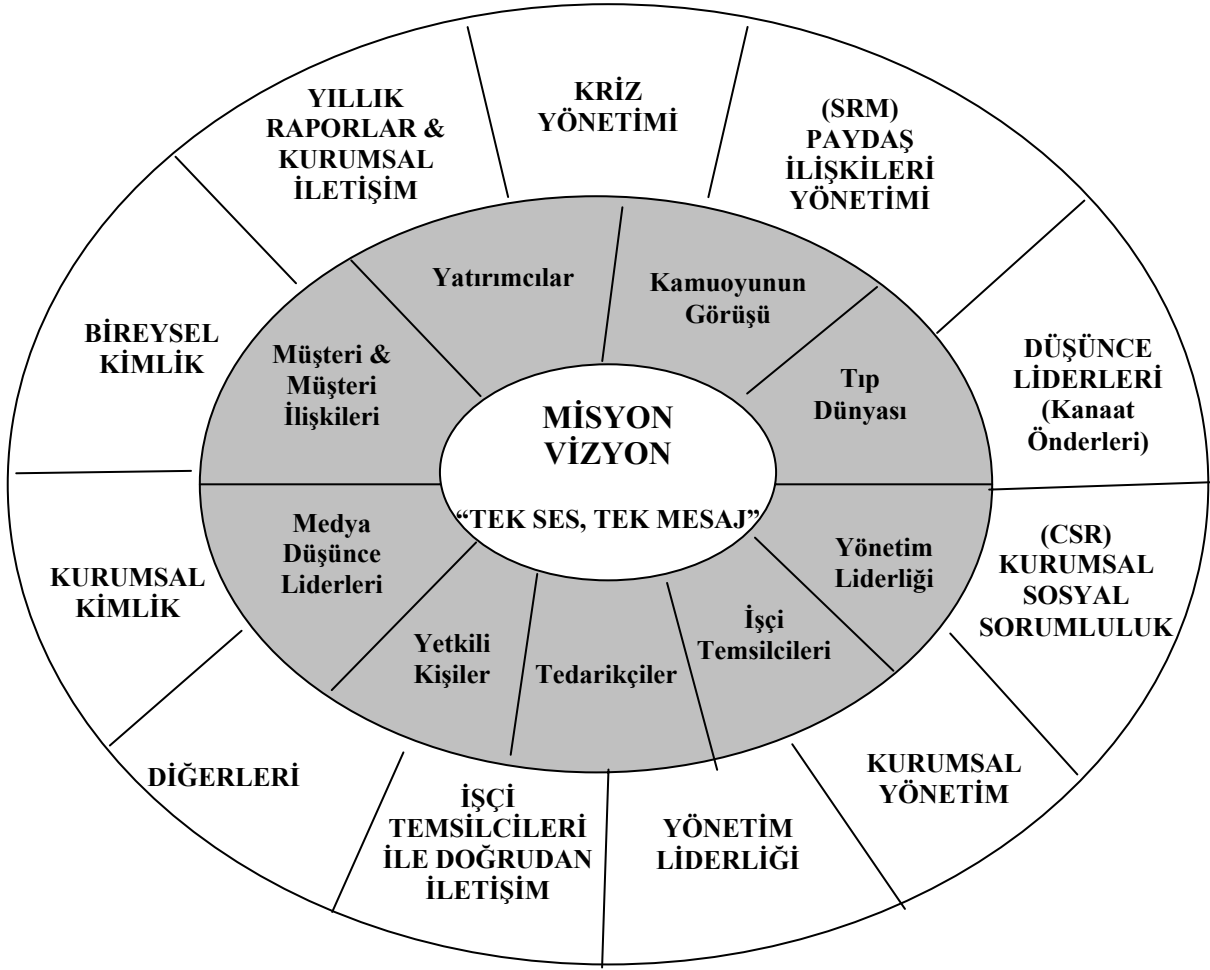 KRİZ
YÖNETİMİ
(SRM)
PAYDAŞ
İLİŞKİLERİ
YÖNETİMİ
DÜŞÜNCE
LİDERLERİ
(Kanaat
Önderleri)
(CSR)
KURUMSAL
SOSYAL
SORUMLULUK
KURUMSAL
YÖNETİM
YÖNETİM
LİDERLİĞİ
İŞÇİ
TEMSİLCİLERİ
İLE DOĞRUDAN
İLETİŞİM
DİĞERLERİ
KURUMSAL
KİMLİK
BİREYSEL
KİMLİK
YILLIK
RAPORLAR &
KURUMSAL
İLETİŞİM
Yatırımcılar
Kamuoyunun
Görüşü
Tıp
Dünyası
Yönetim
Liderliği
İşçi
Temsilcileri
Tedarikçiler
Yetkili
Kişiler
Medya
Düşünce
Liderleri
Müşteri &
Müşteri
İlişkileri
MİSYON
VİZYON
“TEK SES, TEK MESAJ”